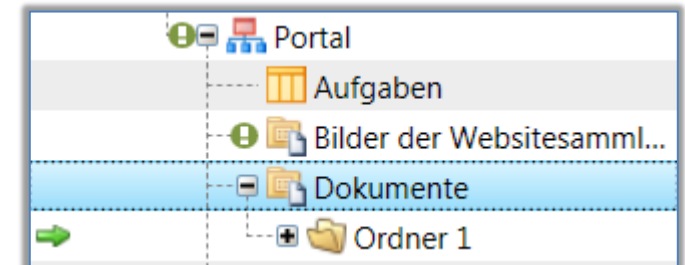 Portal
Aufgaben
Bilder der Websitesamml...
Dokumente
Ordner 1